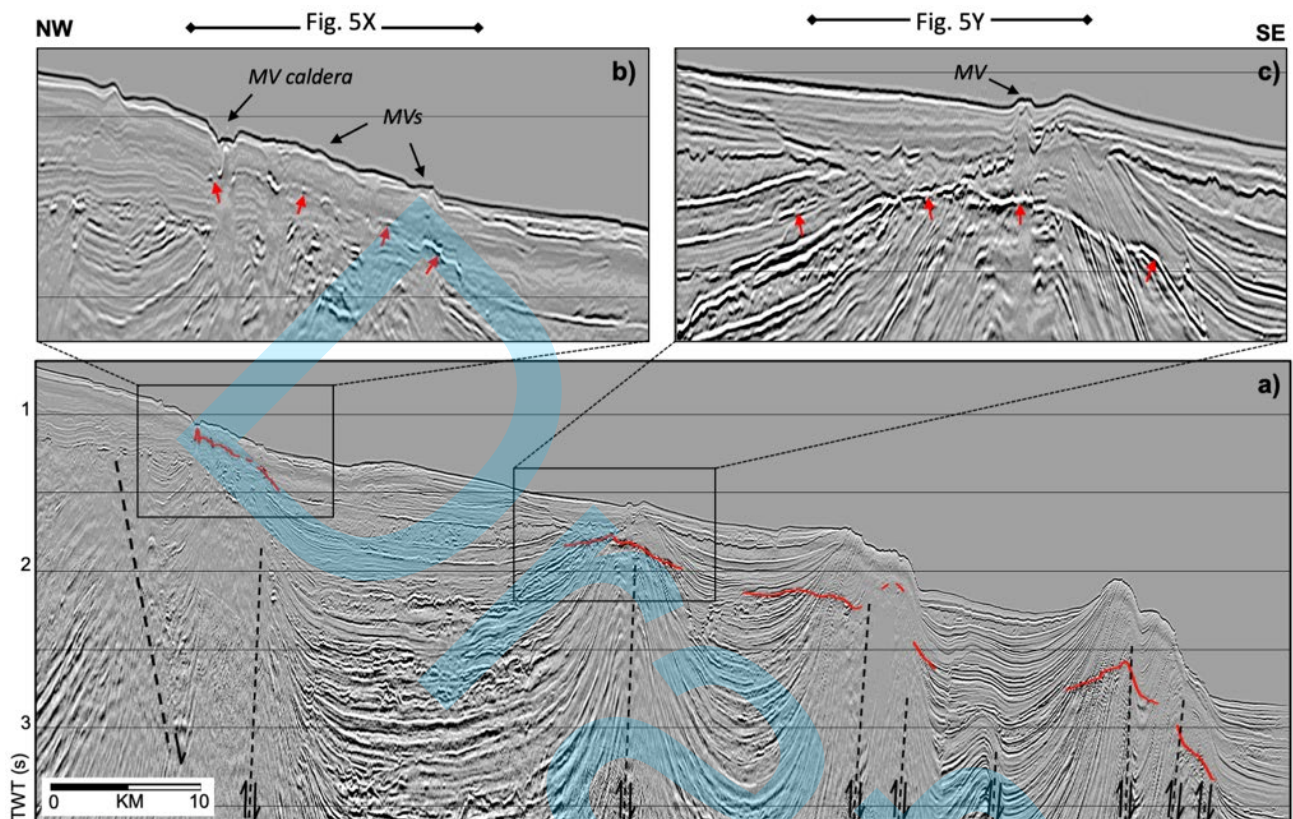 Fig. 5X
Fig. 5Y
NW
SE
MV caldera
b)
MVs
MV
c)
a)
1
2
3
TWT (s)
0 KM 10